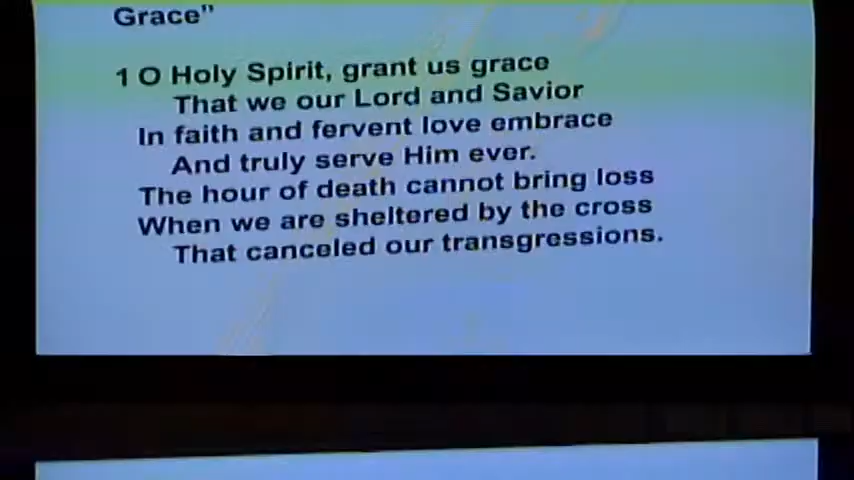 Grace"
1 O Holy Spirit, grant us grace
That we our Lord and Savior
In faith and fervent love embrace
And truly serve Him ever.
The hour of death cannot bring loss
When we are sheltered by the cross
That canceled our transgressions.